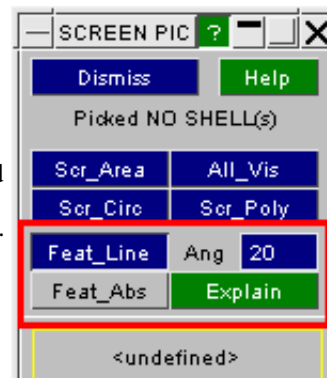 SCREEN PIC ?
Dismiss Help
Picked NO SHELL(s)
Scr_Area All_Vis
Scr_Circ Scr_Poly
Feat_Line Ang 20
Feat_Abs Explain
<undefined>